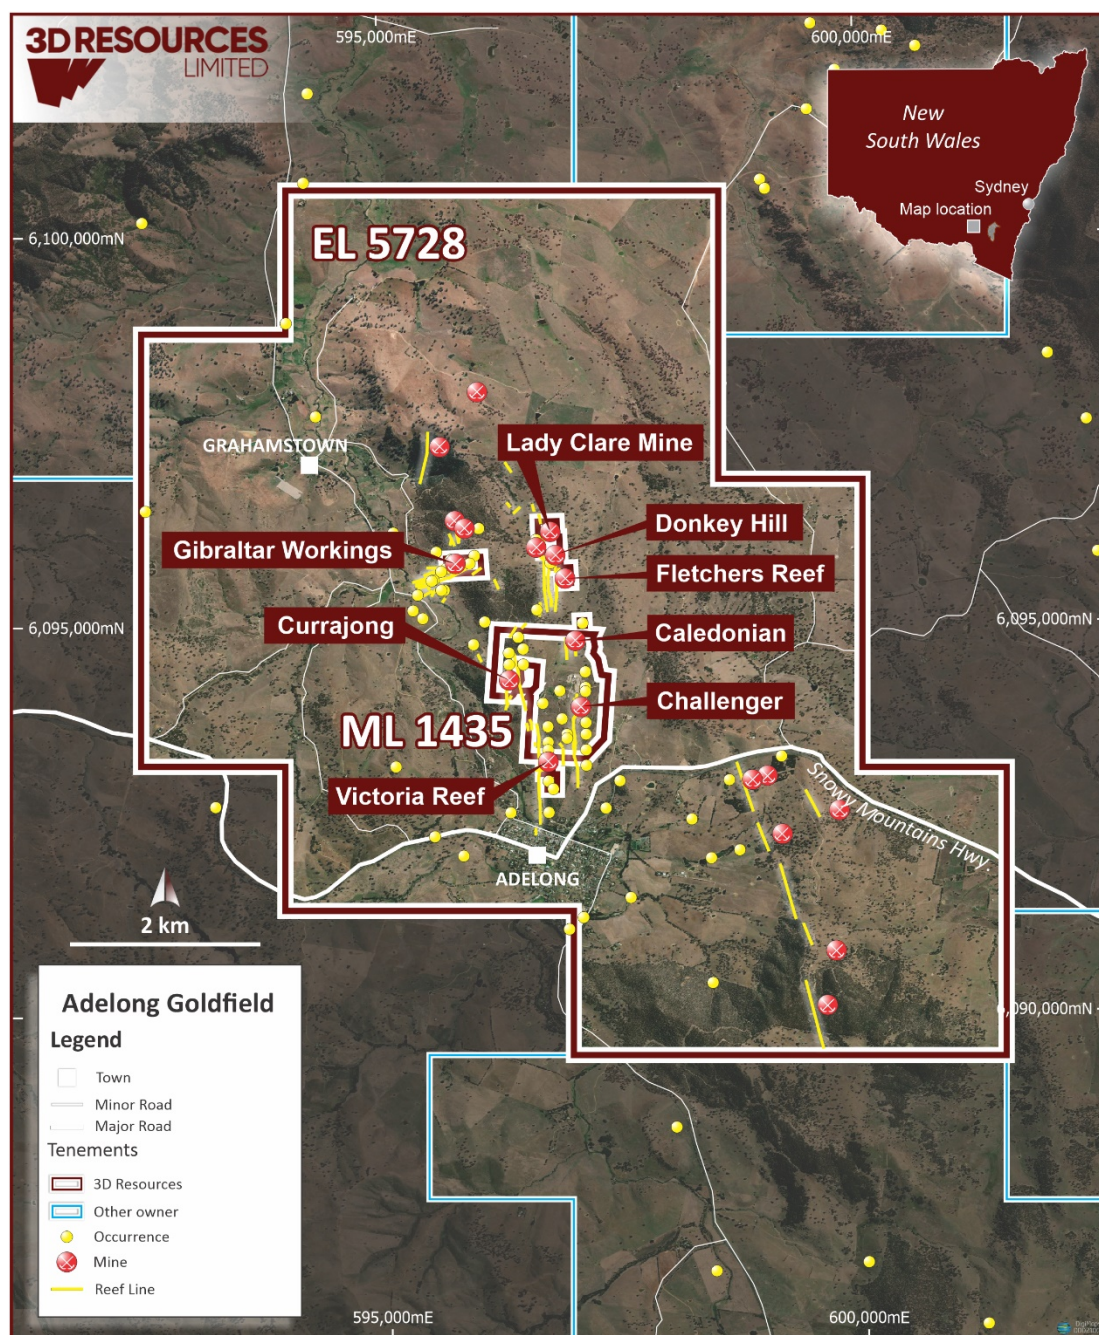 3D RESOURCES
LIMITED
595,000mE
600,000mE
New
South Wales
Sydney
Map location
6,100,000mN
EL 5728
GRAHAMSTOWN
Lady Clare Mine
Donkey Hill
Gibraltar Workings
Fletchers Reef
6,095,000mN
6,095,000mN
Currajong
Caledonian
Challenger
ML 1435
Victoria Reef
Snowy Mountains Hwy.
ADELONG
2 km
6,090,000mN
Adelong Goldfield
Legend
Town
Minor Road
Major Road
Tenements
3D Resources
Other owner
Occurrence
Mine
Reef Line
595,000mE
600,000mE